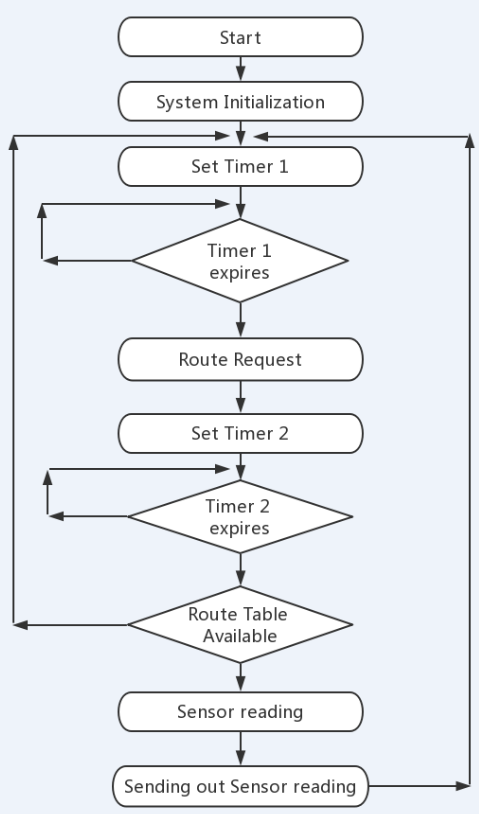 Start
System Initialization
Set Timer 1
Timer 1
expires
Route Request
Set Timer 2
Timer 2
expires
Route Table
Available
Sensor reading
Sending out Sensor reading